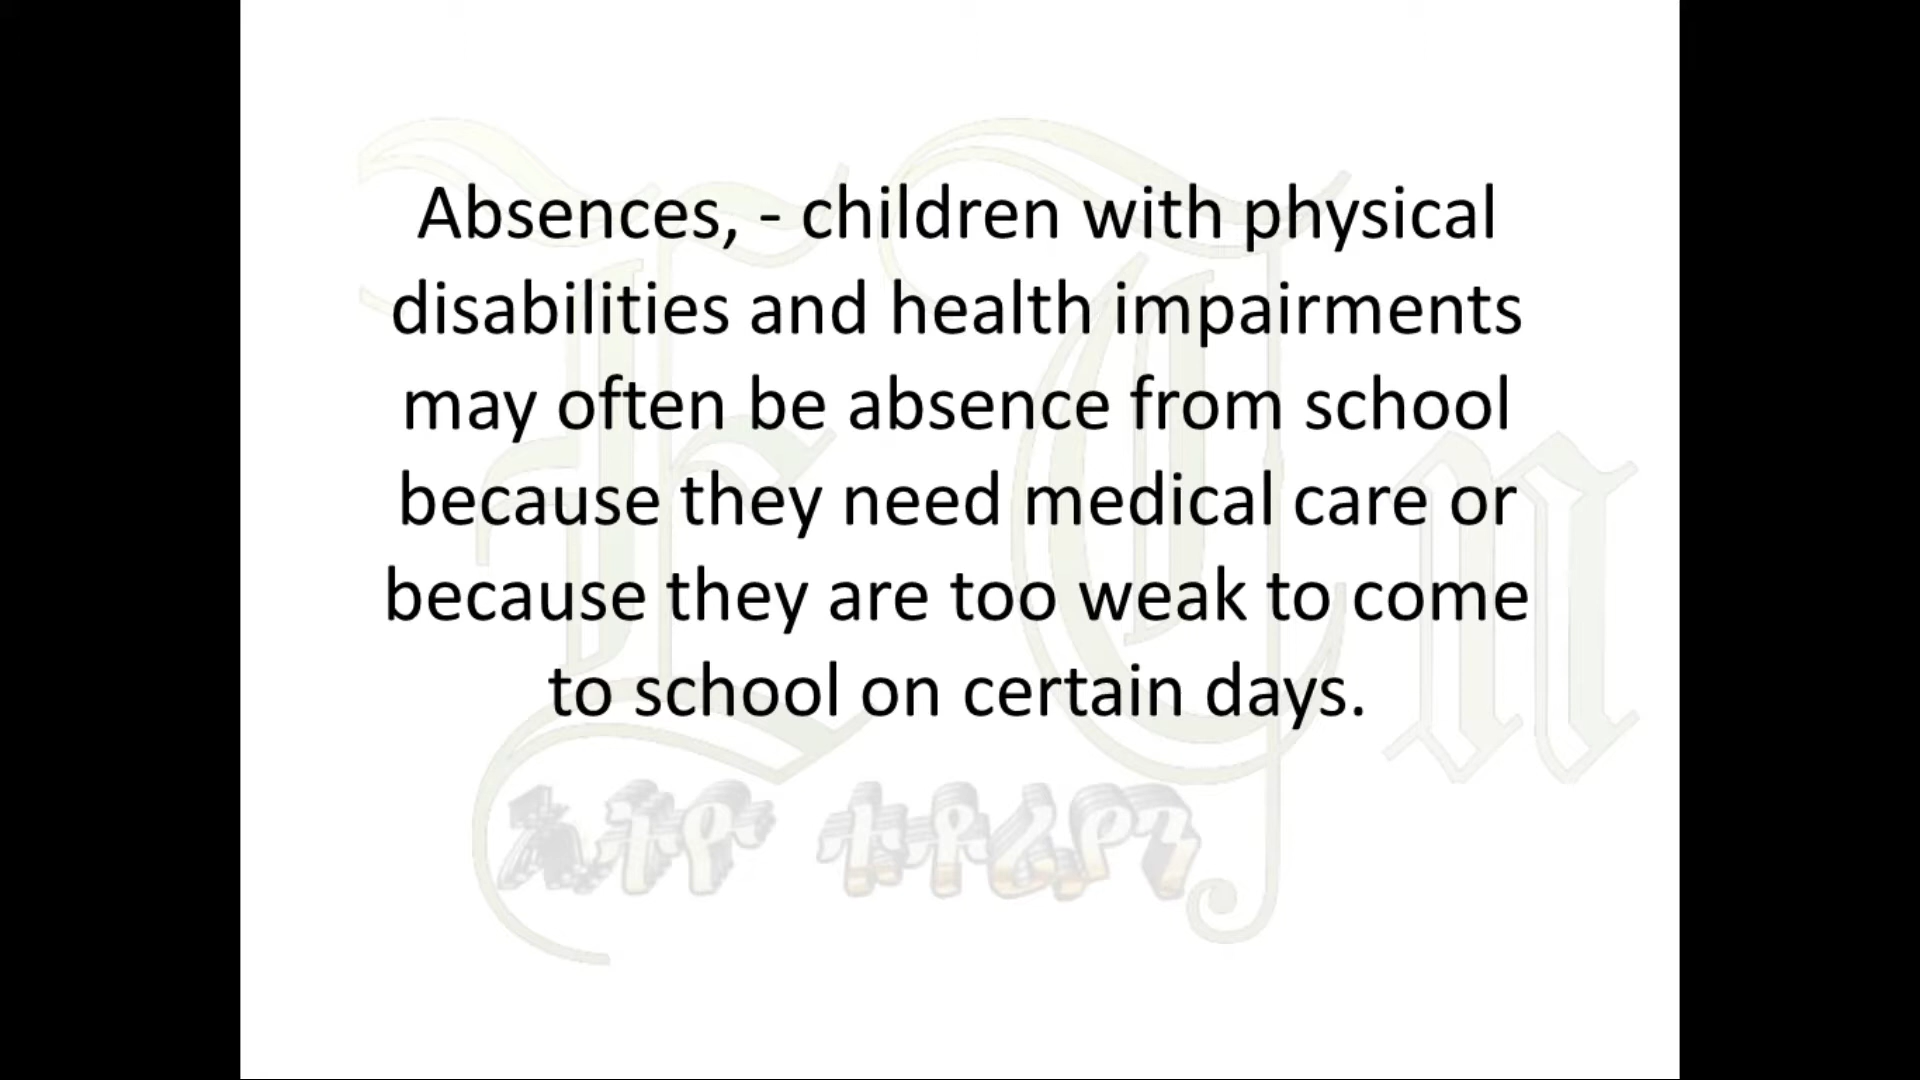 Absences, - children with physical
disabilities and health impairments
may often be absence from school
because they need medical care or
because they are too weak to come
to school on certain days.